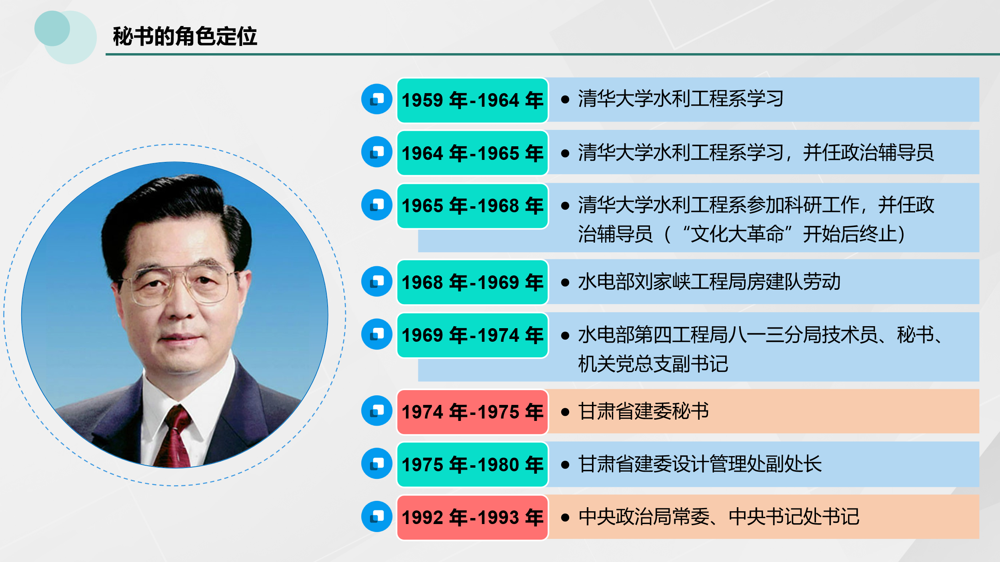 秘书的角色定位
1959 年-1964 年
● 清华大学水利工程系学习
1964 年-1965 年
● 清华大学水利工程系学习，并任政治辅导员
1965 年-1968 年
● 清华大学水利工程系参加科研工作，并任政
治辅导员（ “文化大革命”开始后终止）
1968 年-1969 年
● 水电部刘家峡工程局房建队劳动
1969 年-1974 年
● 水电部第四工程局八一三分局技术员、秘书、
机关党总支副书记
1974 年-1975 年
● 甘肃省建委秘书
1975 年-1980 年
● 甘肃省建委设计管理处副处长
1992 年-1993 年
● 中央政治局常委、中央书记处书记